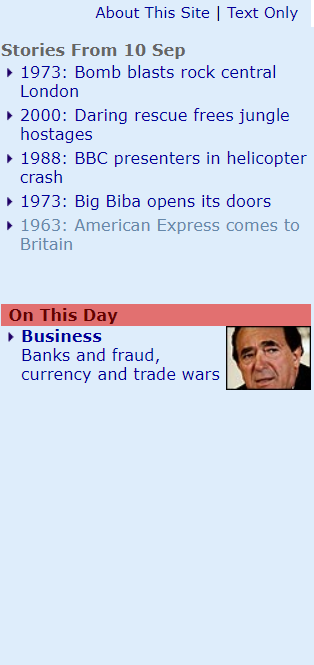 About This Site | Text Only
Stories From 10 Sep
1973: Bomb blasts rock central
London
2000: Daring rescue frees jungle
hostages
1988: BBC presenters in helicopter
crash
1973: Big Biba opens its doors
1963: American Express comes to
Britain
On This Day
Business
Banks and fraud,
currency and trade wars